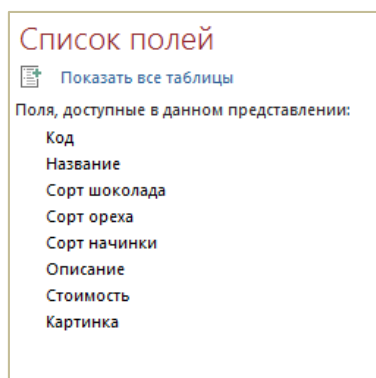 Список полей
Показать все таблицы
Поля, доступные в данном представлении:
Код
Название
Сорт шоколада
Сорт ореха
Сорт начинки
Описание
Стоимость
Картинка